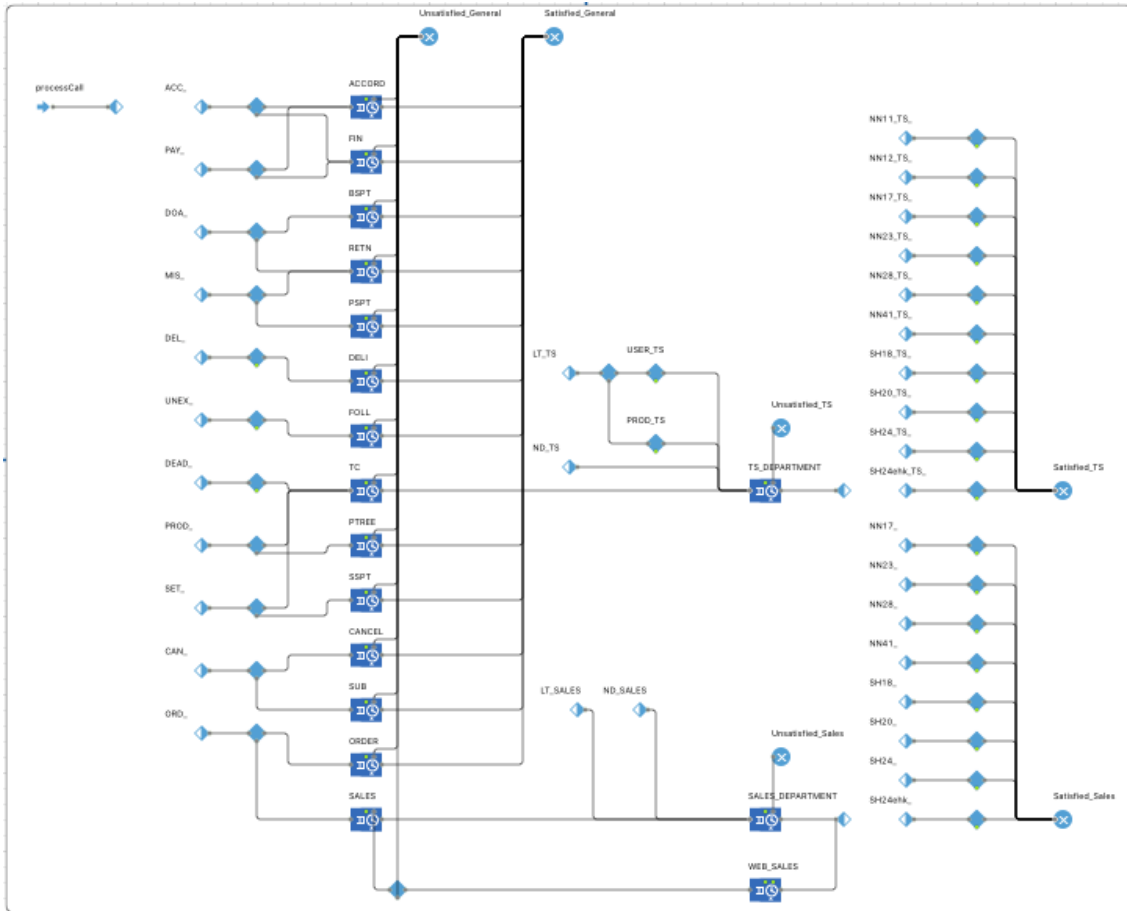 Unsatisfied_General
Satisfied_General
processCall
ACC_
PAY_
DOA_
MIS_
DEL_
UNEX_
DEAD_
PROD_
SET_
CAN_
ORD_
ACCORD
FIN
BSPT
RETN
PSPT
DELI
FOLL
TC
PTREE
SSPT
CANCEL
SUB
ORDER
SALES
LT_TS
USER_TS
PROD_TS
ND_TS
Unsatisfied_TS
TS_DEPARTMENT
LT_SALES
ND_SALES
Unsatisfied_Sales
SALES_DEPARTMENT
WEB_SALES
NN11_TS_
NN12_TS_
NN17_TS_
NN23_TS_
NN28_TS_
NN41_TS_
SH18_TS_
SH20_TS_
SH24_TS_
SH24ehk_TS_
Satisfied_TS
NN17_
NN23_
NN28_
NN41_
SH18_
SH20_
SH24_
SH24ehk_
Satisfied_Sales